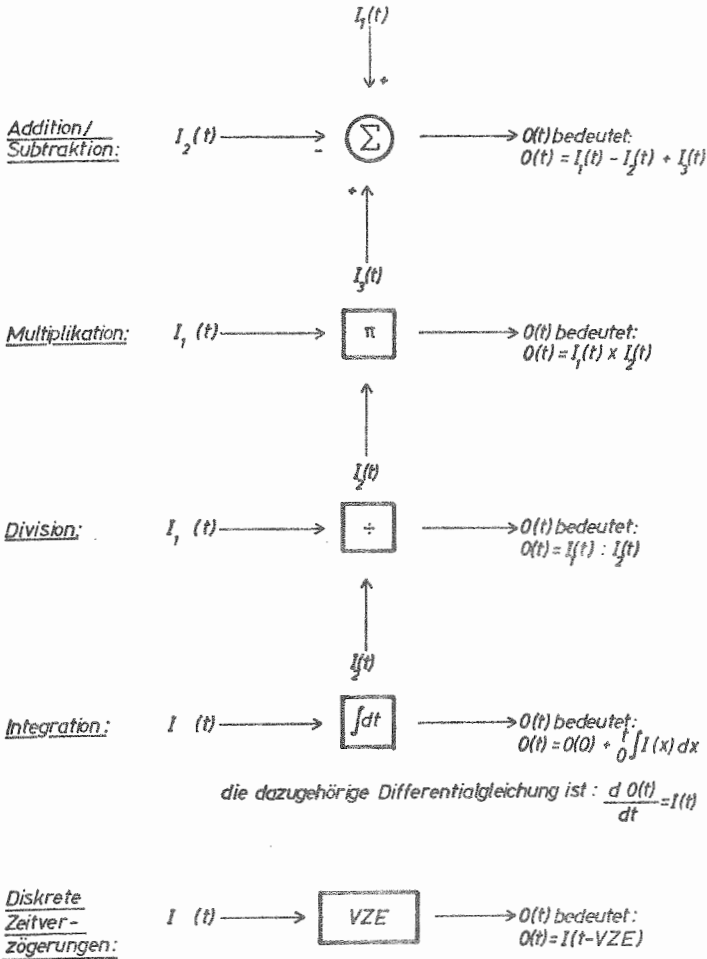 I₁(t)
+
Addition/
Subtraktion: I₂ (t) - Σ O(t) bedeutet:
O(t) = I₁(t) - I₂(t) + I₃(t)
+
I₃(t)
Multiplikation: I₁ (t) π O(t) bedeutet:
O(t) = I₁(t) x I₂(t)
I₂(t)
Division: I₁ (t) ÷ O(t) bedeutet:
O(t) = I₁(t) : I₂(t)
I₂(t)
Integration: I (t) ∫dt O(t) bedeutet:
O(t) = O(0) + ₀ᵗ∫I(x) dx
die dazugehörige Differentialgleichung ist : d O(t)/dt = I(t)
Diskrete
Zeitver-
zögerungen: I (t) VZE O(t) bedeutet:
O(t) = I(t-VZE)